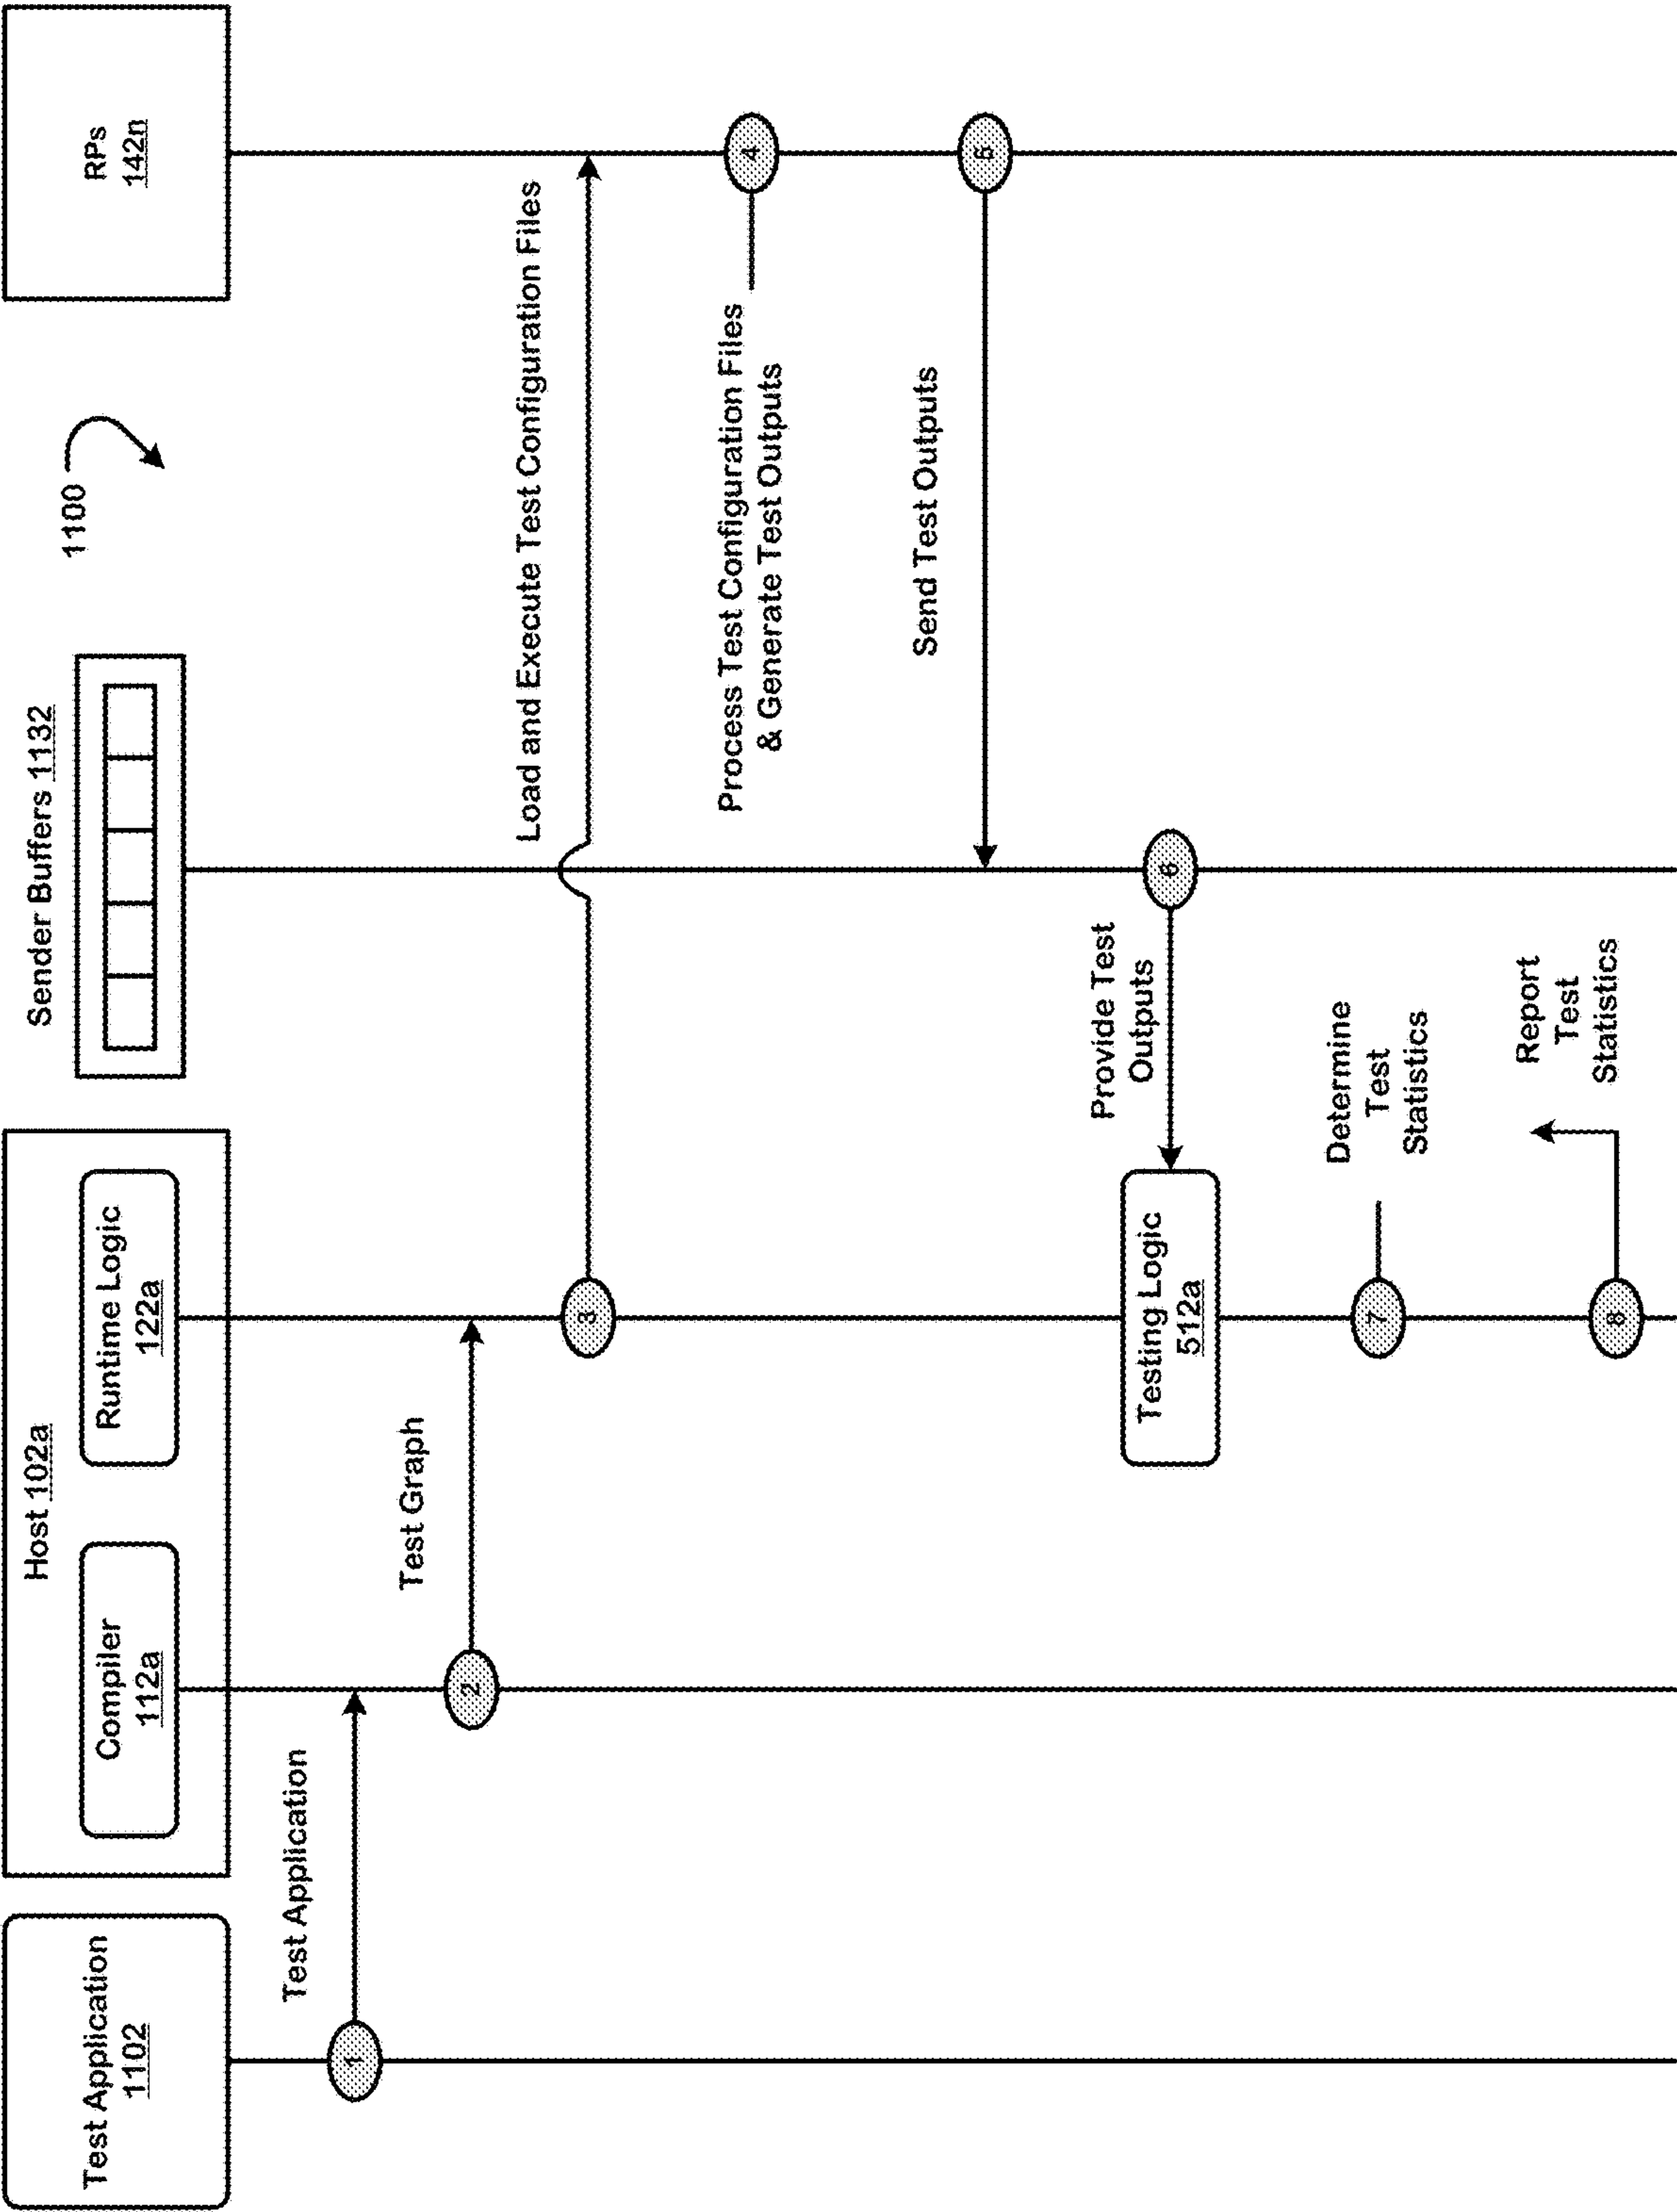 Test Application
1102
Host 102a
Compiler
112a
Runtime Logic
122a
Sender Buffers 1132
1100
RPs
142n
Test Application
1
Test Graph
2
Load and Execute Test Configuration Files
3
Process Test Configuration Files
& Generate Test Outputs
4
Send Test Outputs
5
Provide Test
Outputs
6
Testing Logic
512a
Determine
Test
Statistics
7
Report
Test
Statistics
8